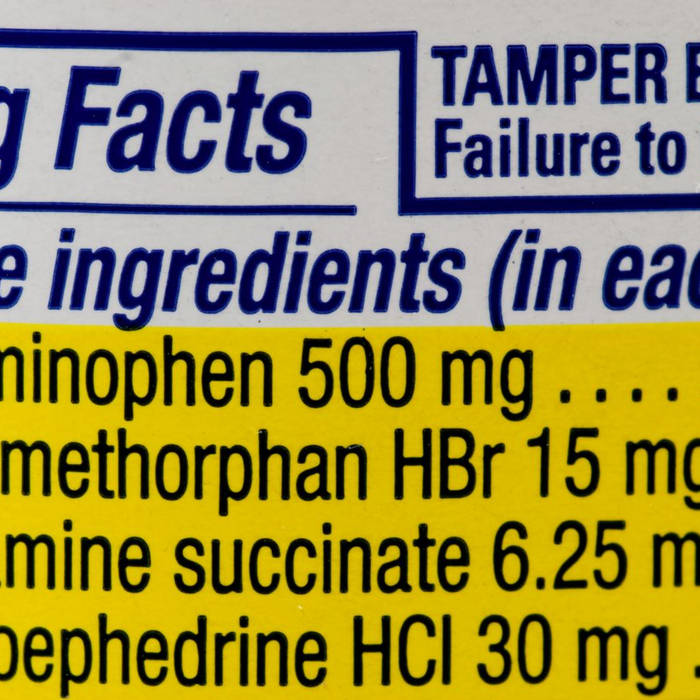 g Facts
TAMPER E
Failure to
e ingredients (in eac
minophen 500 mg . . . .
methorphan HBr 15 mg
amine succinate 6.25 m
oephedrine HCl 30 mg .